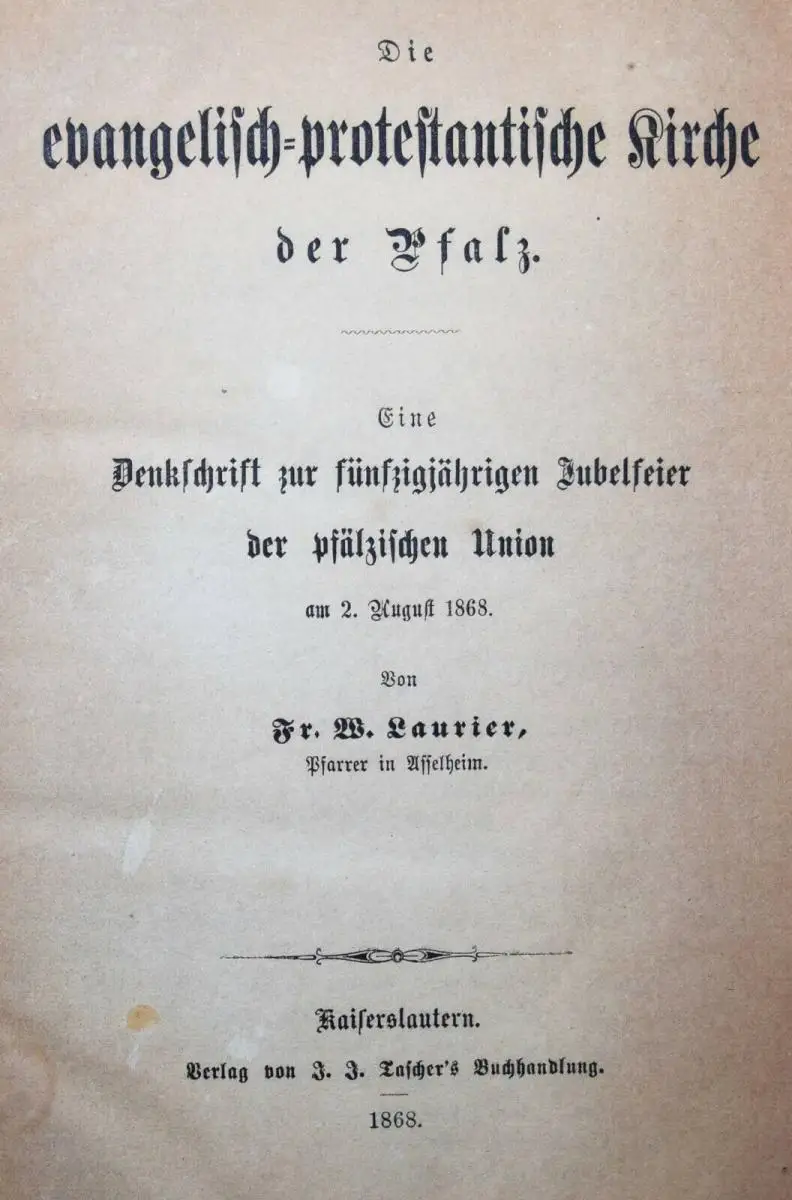 Die
evangelisch-protestantische Kirche
der Pfalz.
Eine
Denkschrift zur fünfzigjährigen Jubelfeier
der pfälzischen Union
am 2. August 1868.
Von
Fr. W. Laurier,
Pfarrer in Asselheim.
Kaiserslautern.
Verlag von J. J. Tascher's Buchhandlung.
1868.